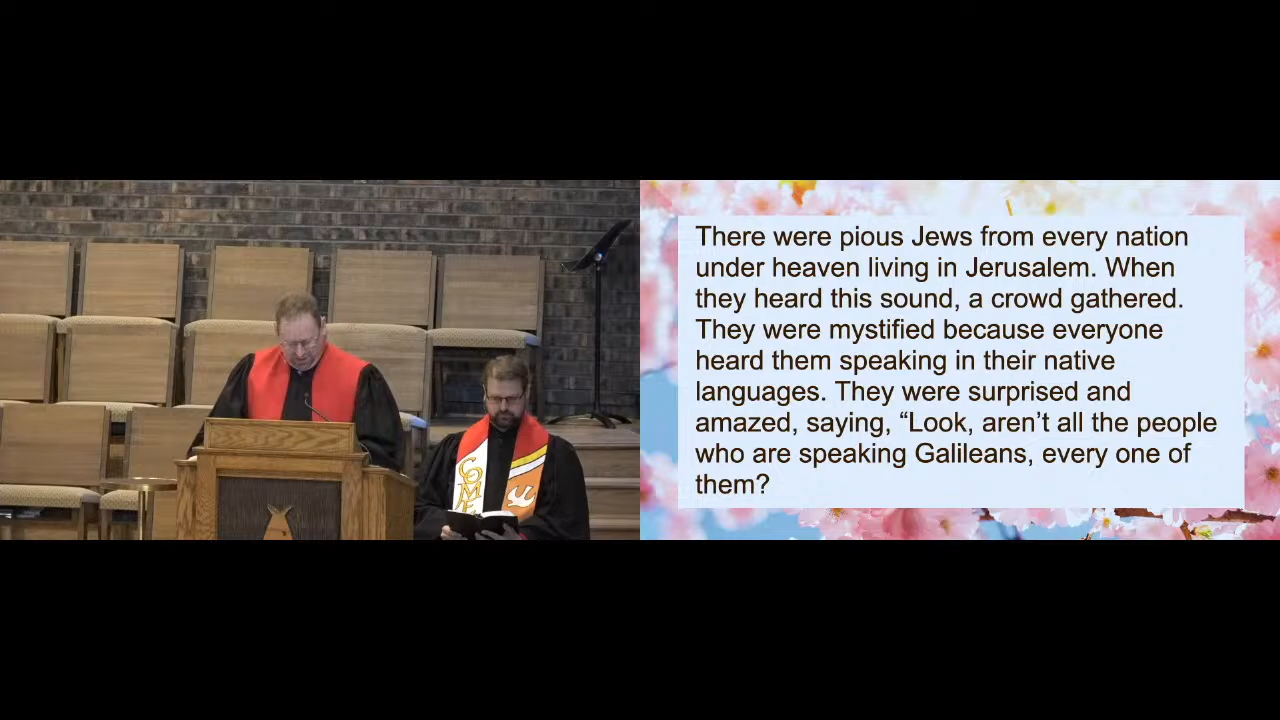 COME
There were pious Jews from every nation
under heaven living in Jerusalem. When
they heard this sound, a crowd gathered.
They were mystified because everyone
heard them speaking in their native
languages. They were surprised and
amazed, saying, “Look, aren’t all the people
who are speaking Galileans, every one of
them?